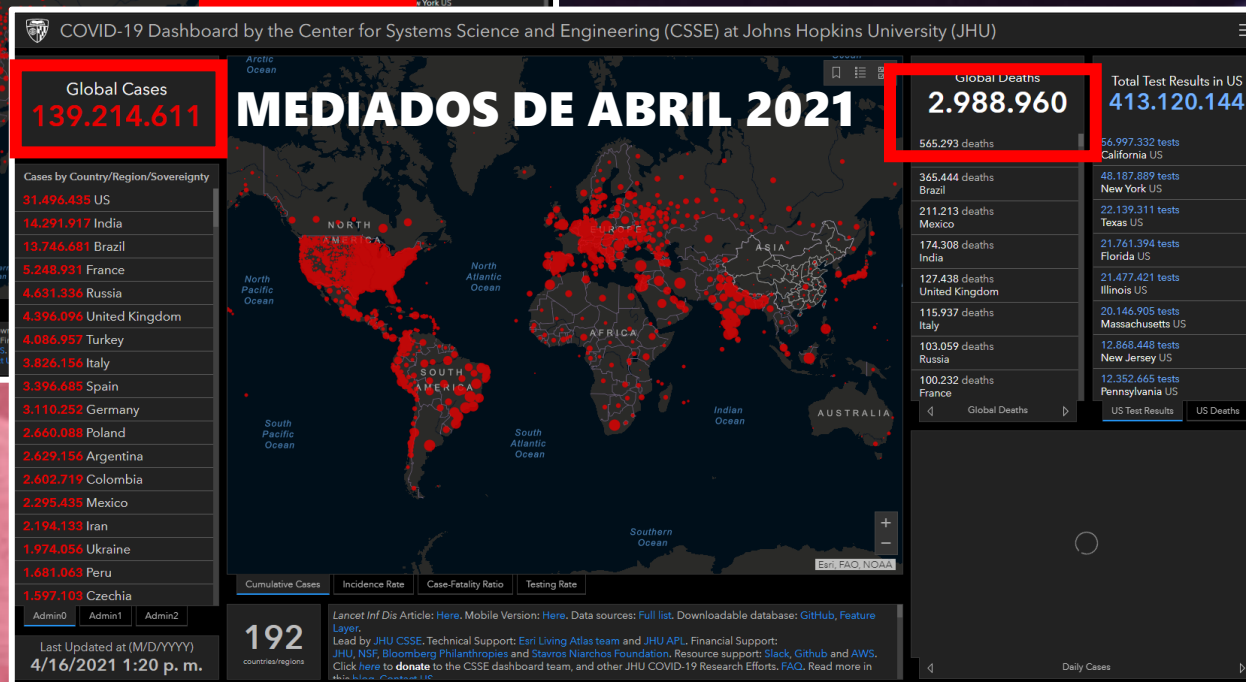 COVID-19 Dashboard by the Center for Systems Science and Engineering (CSSE) at Johns Hopkins University (JHU)
Global Cases
139.214.611
Cases by Country/Region/Sovereignty
31.496.435 US
14.291.917 India
13.746.681 Brazil
5.248.931 France
4.631.336 Russia
4.396.096 United Kingdom
4.086.957 Turkey
3.826.156 Italy
3.396.685 Spain
3.110.252 Germany
2.660.088 Poland
2.629.156 Argentina
2.602.719 Colombia
2.295.435 Mexico
2.194.133 Iran
1.974.056 Ukraine
1.681.063 Peru
1.597.103 Czechia
Admin0
Admin1
Admin2
Last Updated at (M/D/YYYY)
4/16/2021 1:20 p. m.
MEDIADOS DE ABRIL 2021
Arctic
Ocean
Ocean
NORTH
AMERICA
EUROPE
ASIA
North
Pacific
Ocean
North
Atlantic
Ocean
AFRICA
SOUTH
AMERICA
Indian
Ocean
AUSTRALIA
South
Pacific
Ocean
South
Atlantic
Ocean
Southern
Ocean
+
−
Esri, FAO, NOAA
Cumulative Cases
Incidence Rate
Case-Fatality Ratio
Testing Rate
192
countries/regions
Lancet Inf Dis Article: Here. Mobile Version: Here. Data sources: Full list. Downloadable database: GitHub, Feature
Layer.
Lead by JHU CSSE. Technical Support: Esri Living Atlas team and JHU APL. Financial Support:
JHU, NSF, Bloomberg Philanthropies and Stavros Niarchos Foundation. Resource support: Slack, Github and AWS.
Click here to donate to the CSSE dashboard team, and other JHU COVID-19 Research Efforts. FAQ. Read more in
this blog. Contact US.
Global Deaths
2.988.960
565.293 deaths
365.444 deaths
Brazil
211.213 deaths
Mexico
174.308 deaths
India
127.438 deaths
United Kingdom
115.937 deaths
Italy
103.059 deaths
Russia
100.232 deaths
France
Global Deaths
Total Test Results in US
413.120.144
56.997.332 tests
California US
48.187.889 tests
New York US
22.139.311 tests
Texas US
21.761.394 tests
Florida US
21.477.421 tests
Illinois US
20.146.905 tests
Massachusetts US
12.868.448 tests
New Jersey US
12.352.665 tests
Pennsylvania US
US Test Results
US Deaths
Daily Cases